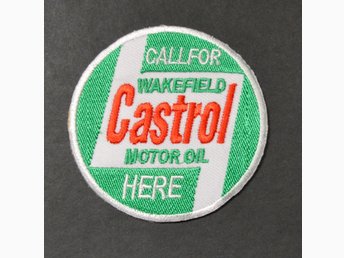 CALLFOR
WAKEFIELD
Castrol
MOTOR OIL
HERE